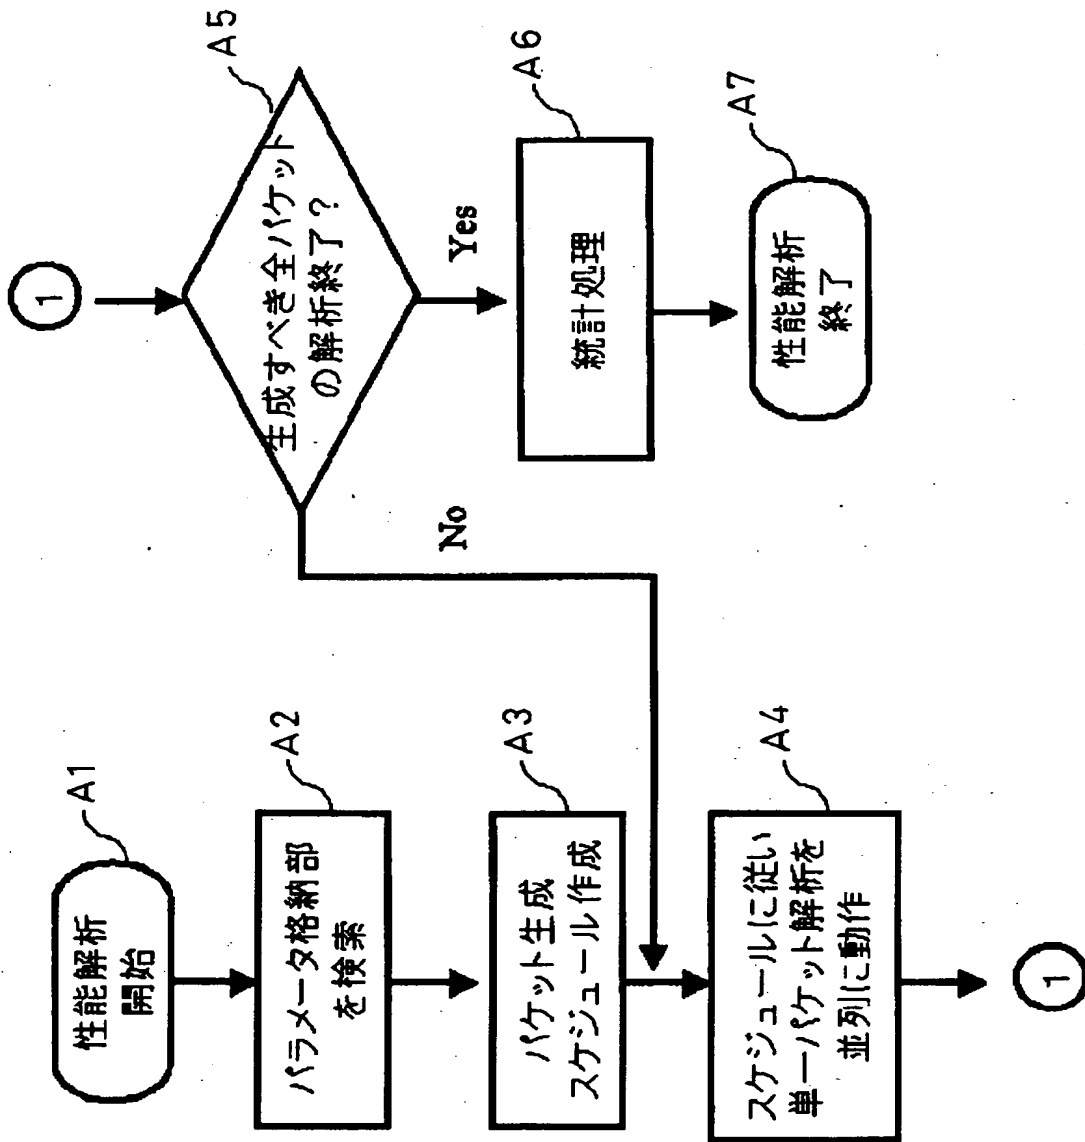 A1
性能解析
開始
A2
パラメータ格納部
を検索
A3
パケット生成
スケジュール作成
A4
スケジュールに従い
単一パケット解析を
並列に動作
1
1
A5
生成すべき全パケット
の解析終了?
No
Yes
A6
統計処理
A7
性能解析
終了